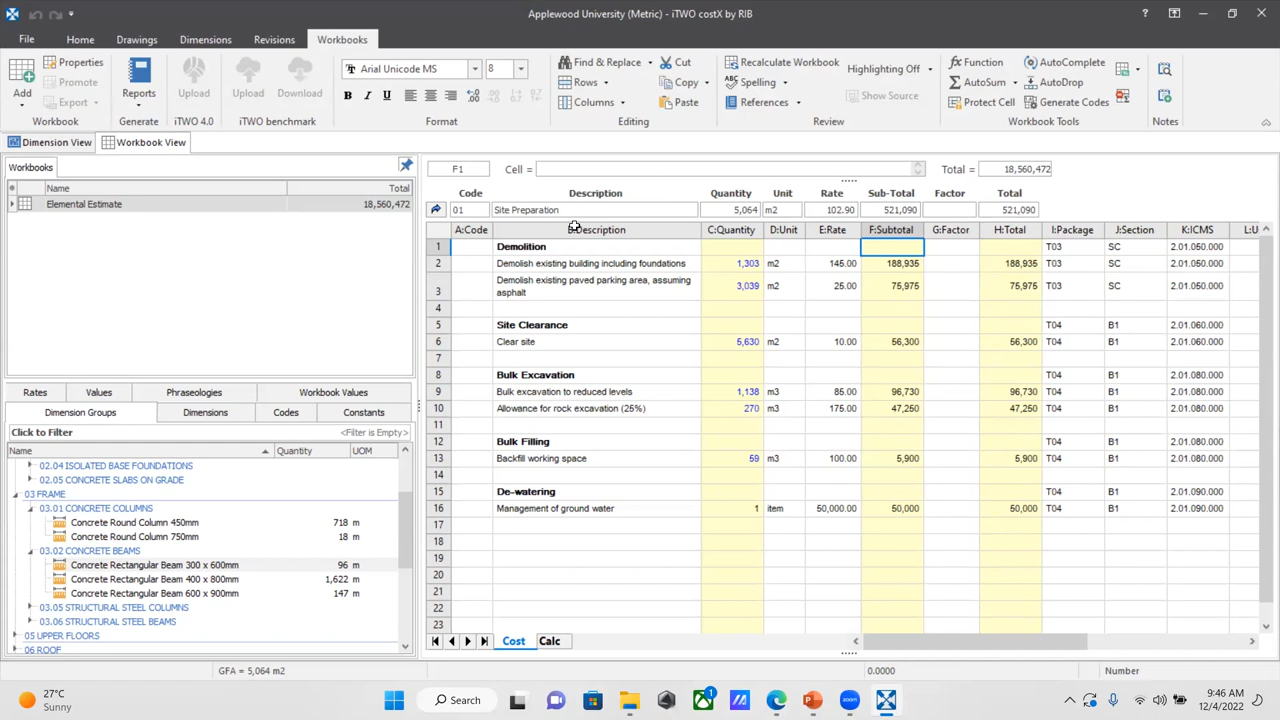 Applewood University (Metric) - iTWO costX by RIB
File Home Drawings Dimensions Revisions Workbooks
Properties Arial Unicode MS 8 Find & Replace Cut Recalculate Workbook Highlighting Off Function AutoComplete
Add Promote Reports Upload Upload Download Rows Copy Spelling Show Source AutoSum AutoDrop
Export B I U Columns Paste References Protect Cell Generate Codes
Workbook Generate iTWO 4.0 iTWO benchmark Format Editing Review Workbook Tools Notes
Dimension View Workbook View
Workbooks
Name Total
Elemental Estimate 18,560,472
Rates Values Phraseologies Workbook Values
Dimension Groups Dimensions Codes Constants
Click to Filter <Filter is Empty>
Name Quantity UOM
02.04 ISOLATED BASE FOUNDATIONS
02.05 CONCRETE SLABS ON GRADE
03 FRAME
03.01 CONCRETE COLUMNS
Concrete Round Column 450mm 718 m
Concrete Round Column 750mm 18 m
03.02 CONCRETE BEAMS
Concrete Rectangular Beam 300 x 600mm 96 m
Concrete Rectangular Beam 400 x 800mm 1,622 m
Concrete Rectangular Beam 600 x 900mm 147 m
03.05 STRUCTURAL STEEL COLUMNS
03.06 STRUCTURAL STEEL BEAMS
05 UPPER FLOORS
06 ROOF
F1 Cell = Total = 18,560,472
Code Description Quantity Unit Rate Sub-Total Factor Total
01 Site Preparation 5,064 m2 102.90 521,090 521,090
A:Code B:Description C:Quantity D:Unit E:Rate F:Subtotal G:Factor H:Total I:Package J:Section K:ICMS L:U
1 Demolition T03 SC 2.01.050.000
2 Demolish existing building including foundations 1,303 m2 145.00 188,935 188,935 T03 SC 2.01.050.000
3 Demolish existing paved parking area, assuming 3,039 m2 25.00 75,975 75,975 T03 SC 2.01.050.000
asphalt
4
5 Site Clearance T04 B1 2.01.060.000
6 Clear site 5,630 m2 10.00 56,300 56,300 T04 B1 2.01.060.000
7
8 Bulk Excavation T04 B1 2.01.080.000
9 Bulk excavation to reduced levels 1,138 m3 85.00 96,730 96,730 T04 B1 2.01.080.000
10 Allowance for rock excavation (25%) 270 m3 175.00 47,250 47,250 T04 B1 2.01.080.000
11
12 Bulk Filling T04 B1 2.01.080.000
13 Backfill working space 59 m3 100.00 5,900 5,900 T04 B1 2.01.080.000
14
15 De-watering T04 B1 2.01.090.000
16 Management of ground water 1 item 50,000.00 50,000 50,000 T04 B1 2.01.090.000
17
18
19
20
21
22
23
Cost Calc
GFA = 5,064 m2 0.0000 Number
27°C
Sunny
Search
1
9:46 AM
12/4/2022